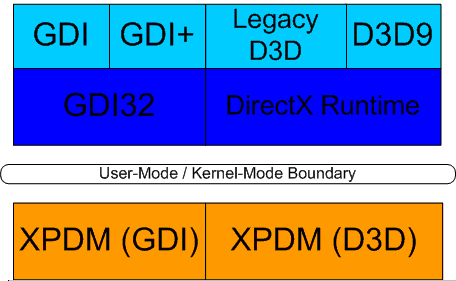 GDI
GDI+
Legacy
D3D
D3D9
GDI32
DirectX Runtime
User-Mode / Kernel-Mode Boundary
XPDM (GDI)
XPDM (D3D)